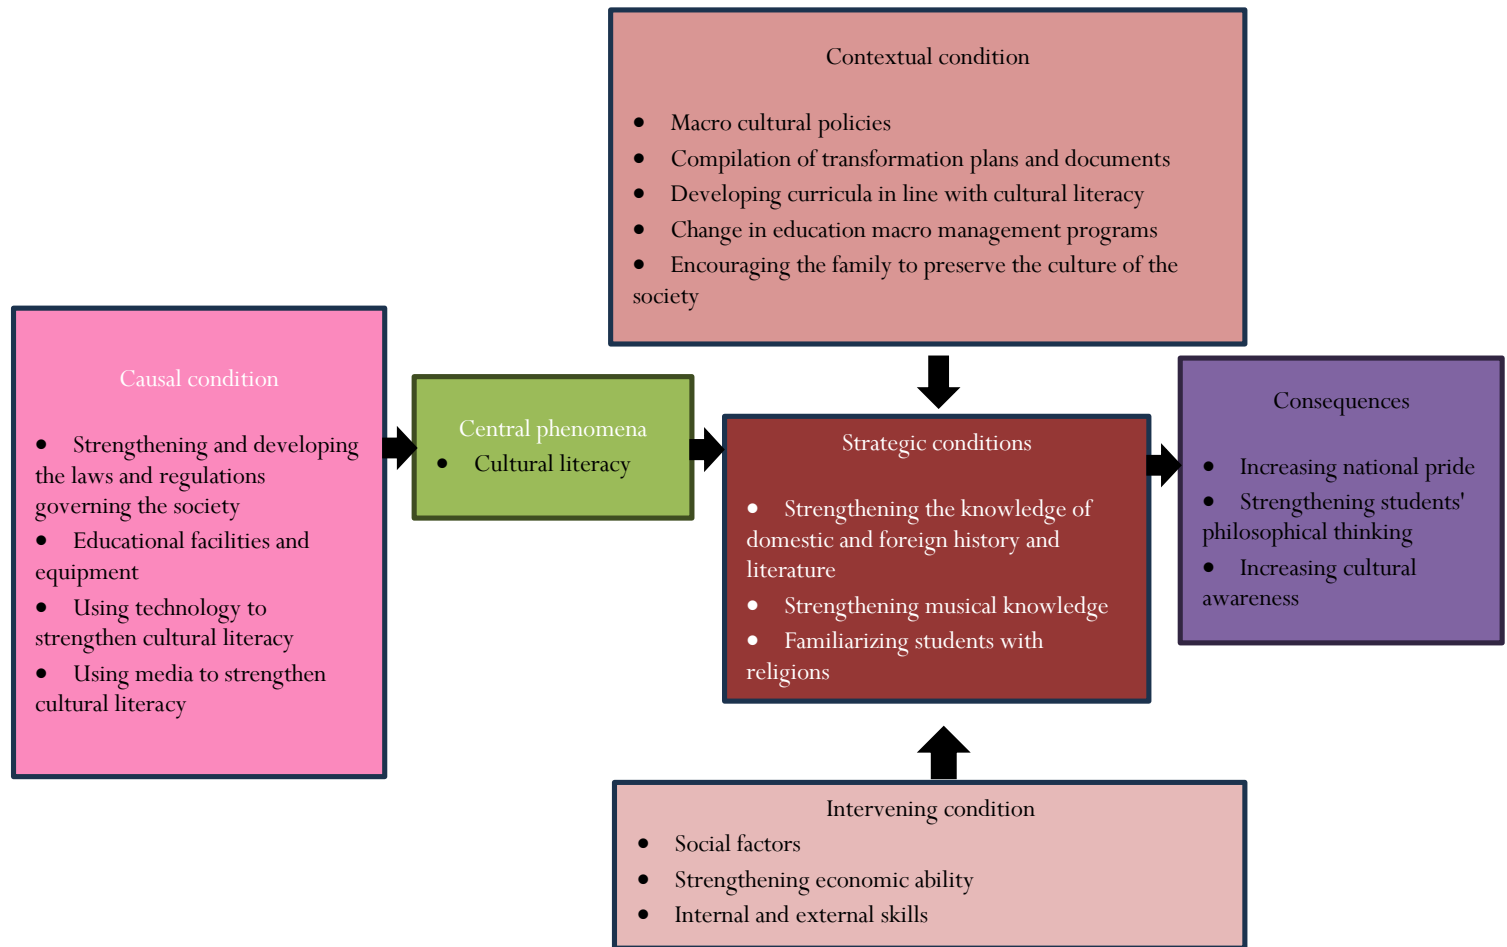 Contextual condition
• Macro cultural policies
• Compilation of transformation plans and documents
• Developing curricula in line with cultural literacy
• Change in education macro management programs
• Encouraging the family to preserve the culture of the
society
Causal condition
• Strengthening and developing
the laws and regulations
governing the society
• Educational facilities and
equipment
• Using technology to
strengthen cultural literacy
• Using media to strengthen
cultural literacy
Central phenomena
• Cultural literacy
Strategic conditions
• Strengthening the knowledge of
domestic and foreign history and
literature
• Strengthening musical knowledge
• Familiarizing students with
religions
Consequences
• Increasing national pride
• Strengthening students'
philosophical thinking
• Increasing cultural
awareness
Intervening condition
• Social factors
• Strengthening economic ability
• Internal and external skills